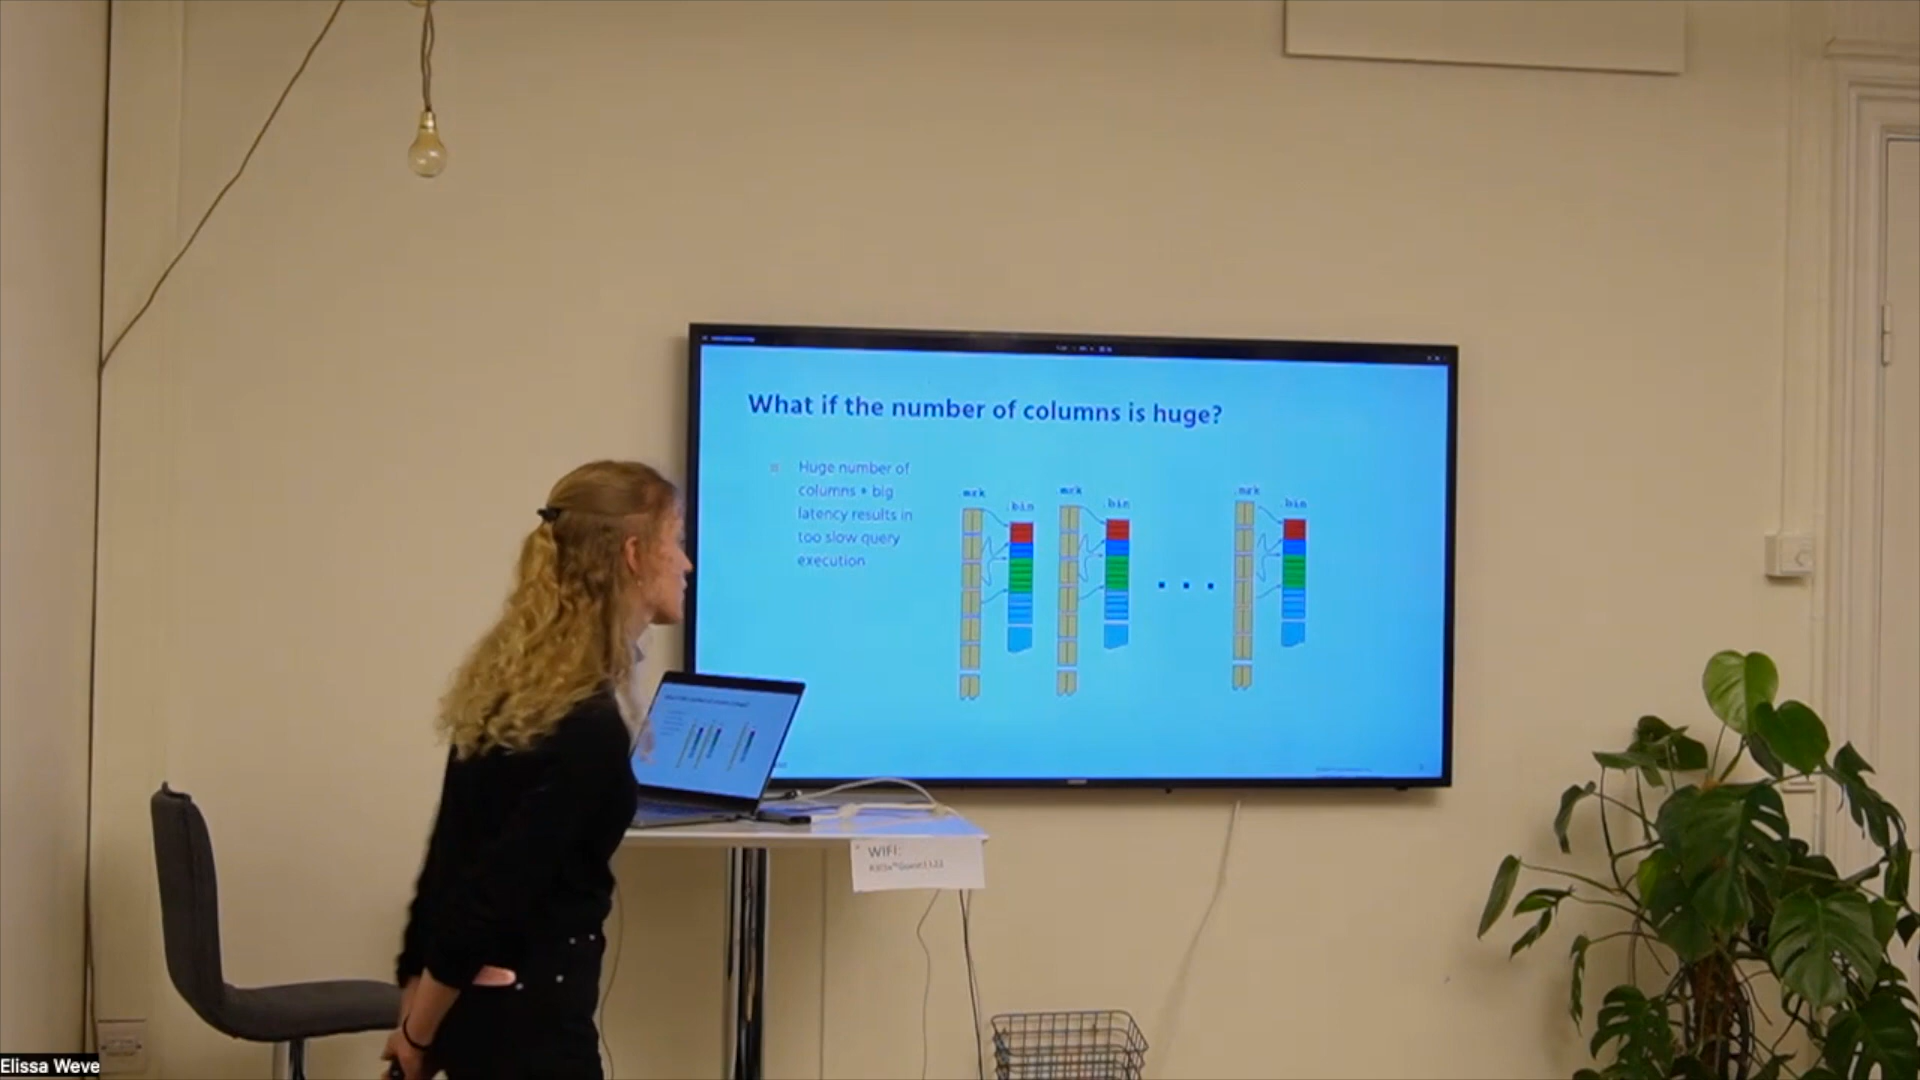 What if the number of columns is huge?
Huge number of
columns + big
latency results in
too slow query
execution
.mrk
.bin
.mrk
.bin
. . .
.mrk
.bin
WIFI:
Elissa Weve